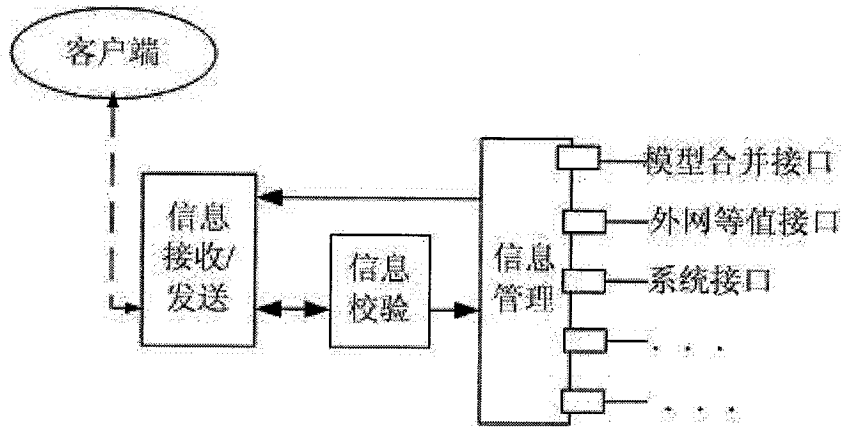 客户端
信息
接收/
发送
信息
校验
信息
管理
模型合并接口
外网等值接口
系统接口
. . .
. . .